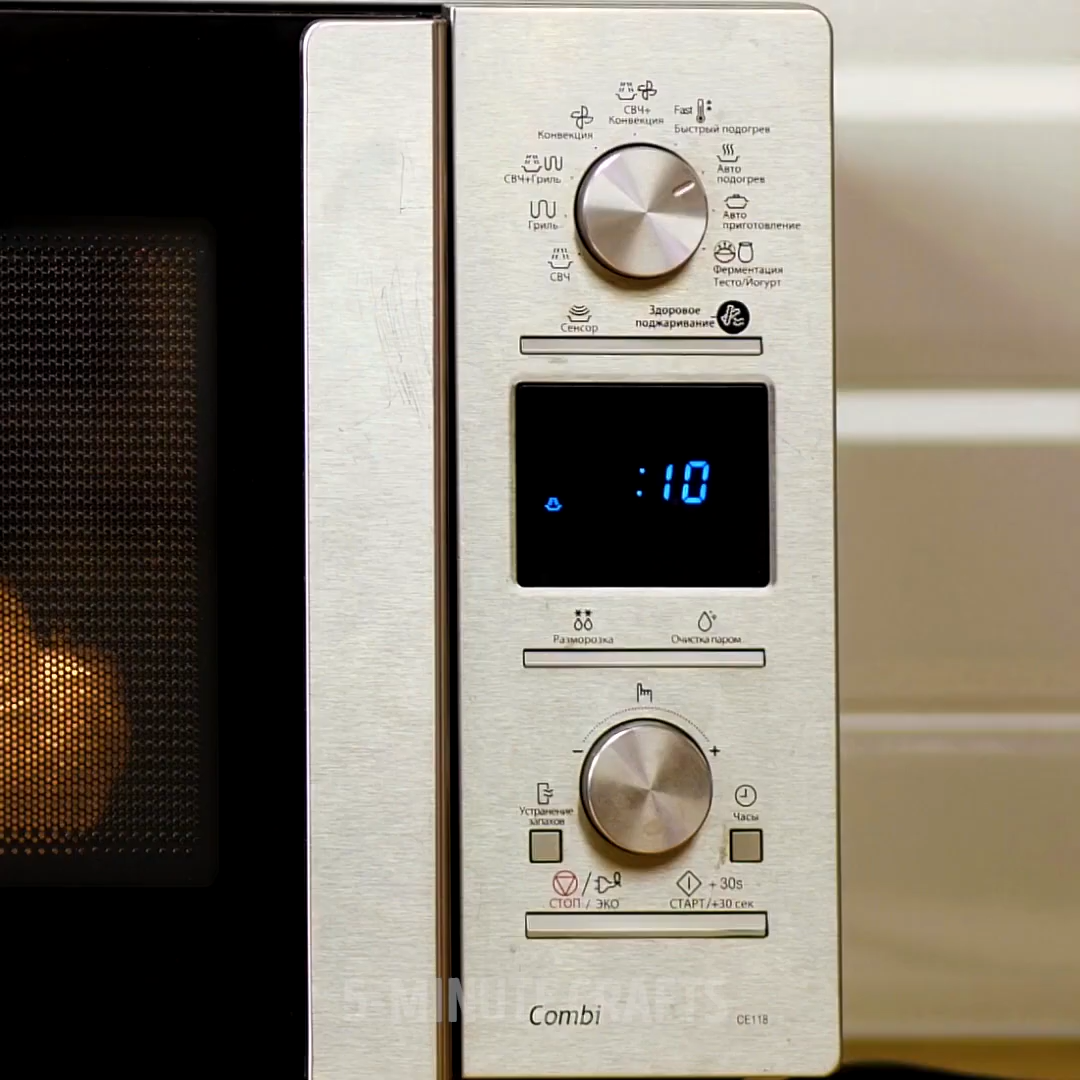 СВЧ+
Конвекция
Fast
Быстрый подогрев
Конвекция
Авто
подогрев
СВЧ+Гриль
Авто
приготовление
Гриль
Ферментация
Тесто/Йогурт
СВЧ
Здоровое
поджаривание
Сенсор
:10
Разморозка
Очистка паром
−
+
Устранение
запахов
Часы
/
+30s
СТОП / ЭКО
СТАРТ/+30 сек
5-MINUTE CRAFTS
Combi
CE118